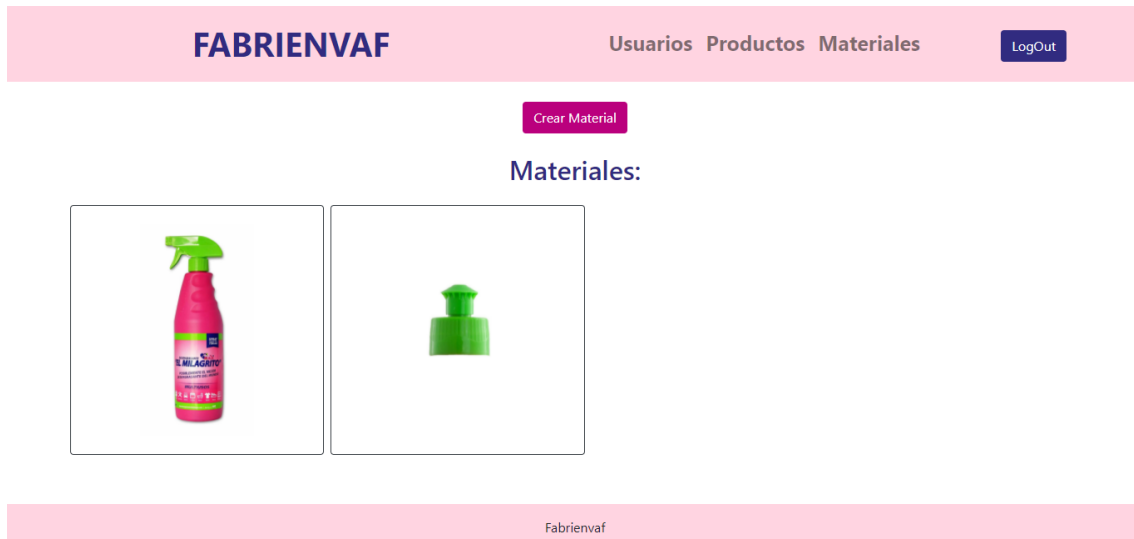 FABRIENVAF
Usuarios Productos Materiales
LogOut
Crear Material
Materiales:
EL MILAGRITO
Fabrienvaf